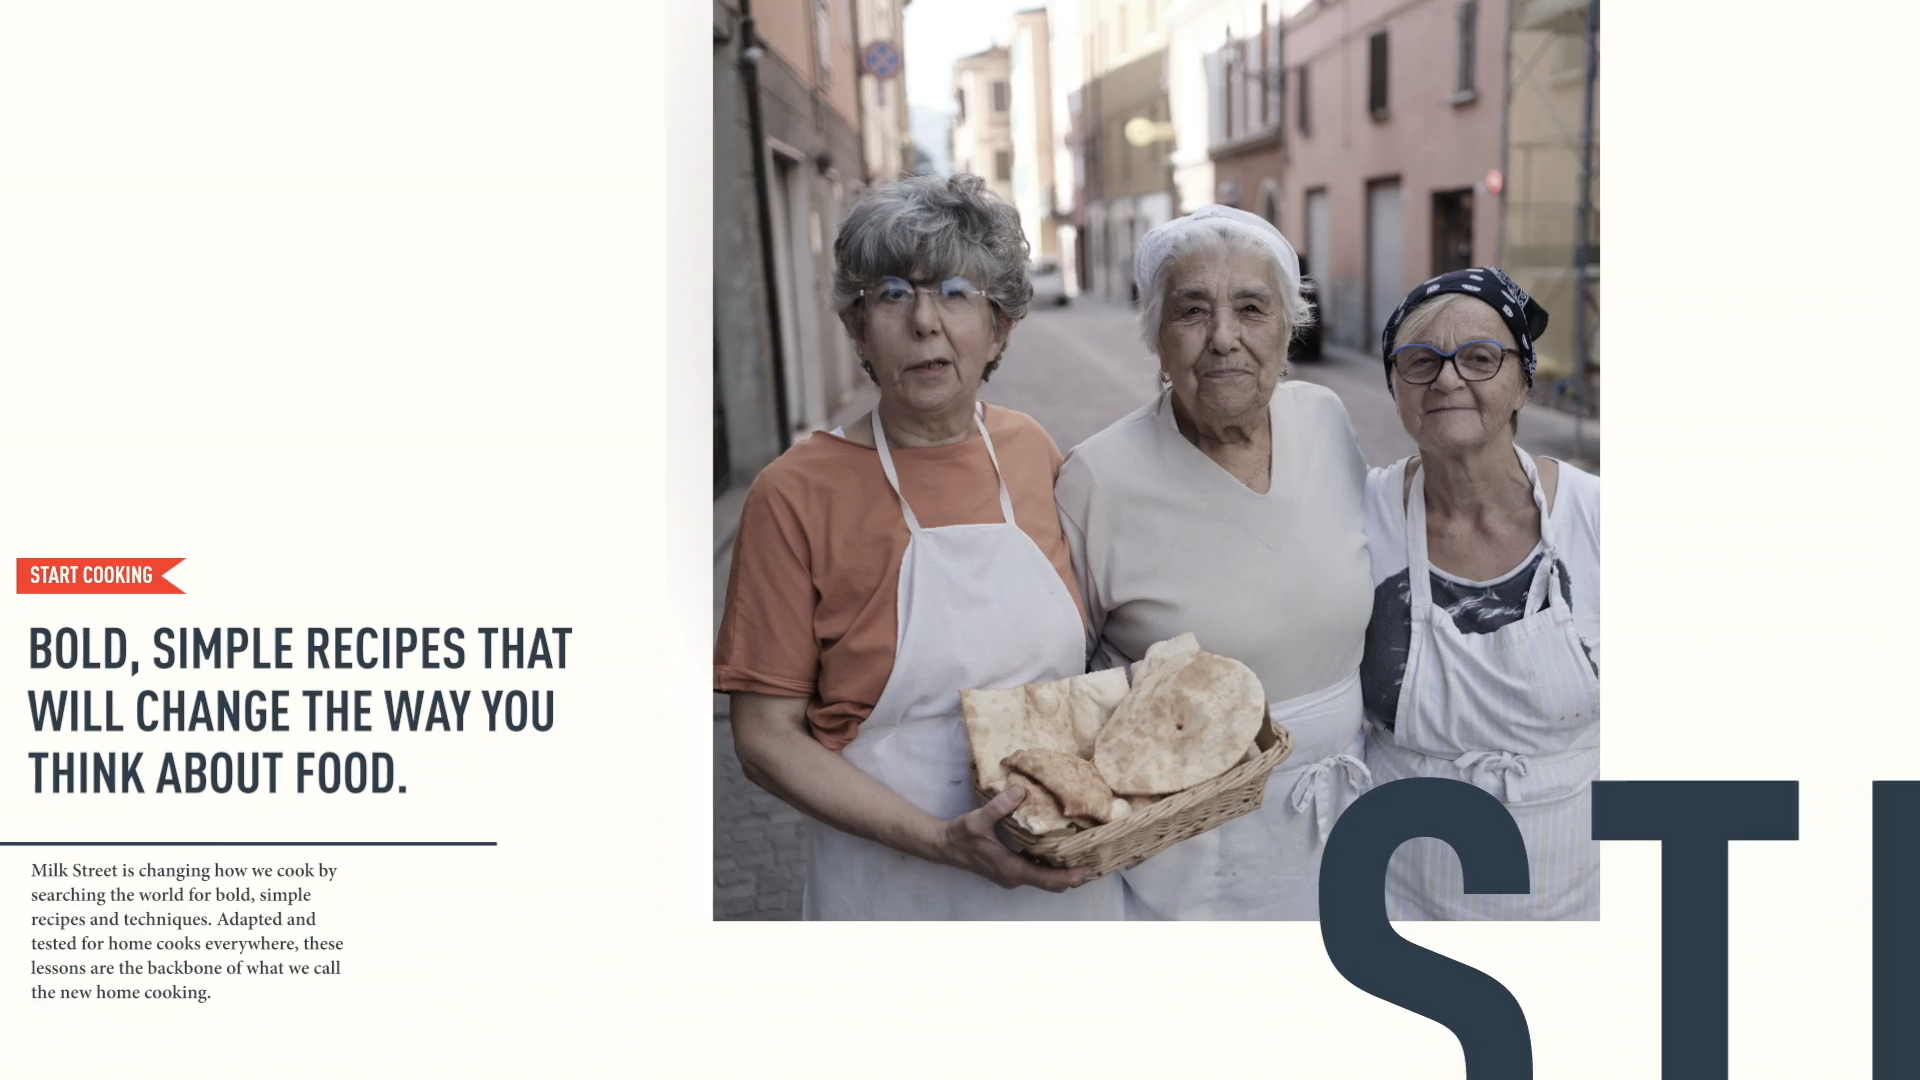 START COOKING
BOLD, SIMPLE RECIPES THAT
WILL CHANGE THE WAY YOU
THINK ABOUT FOOD.
Milk Street is changing how we cook by
searching the world for bold, simple
recipes and techniques. Adapted and
tested for home cooks everywhere, these
lessons are the backbone of what we call
the new home cooking.
ST